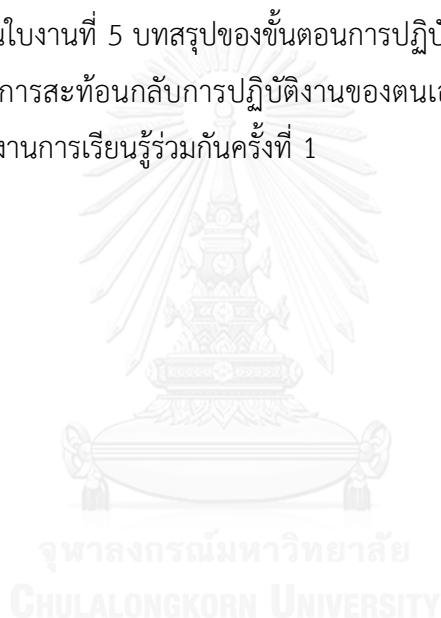 นใบงานที่ 5 บทสรุปของขั้นตอนการปฏิบั
การสะท้อนกลับการปฏิบัติงานของตนเอ
งานการเรียนรู้ร่วมกันครั้งที่ 1
จุฬาลงกรณ์มหาวิทยาลัย
CHULALONGKORN UNIVERSITY